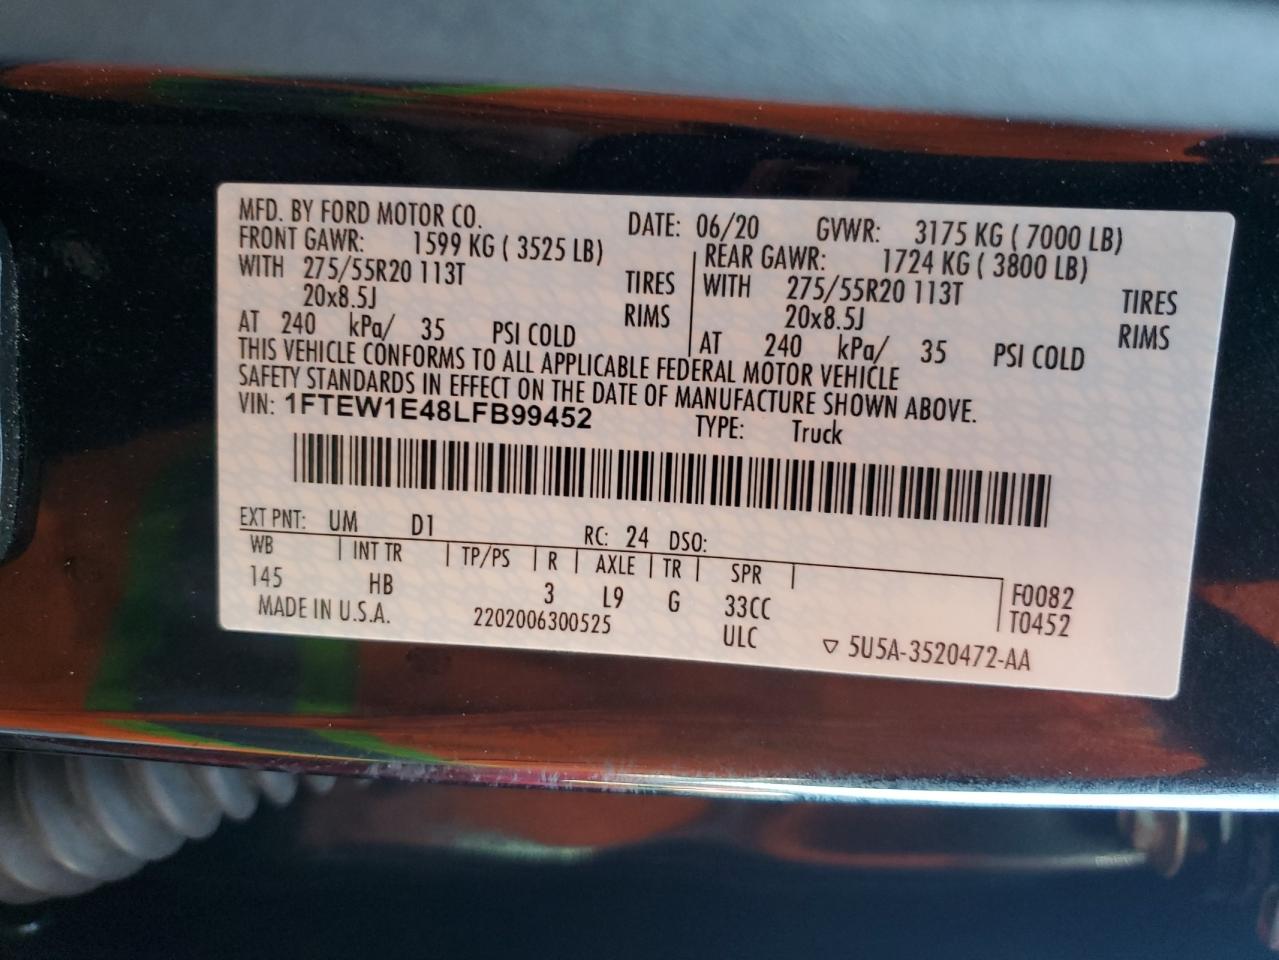 MFD. BY FORD MOTOR CO. DATE: 06/20 GVWR: 3175 KG ( 7000 LB)
FRONT GAWR: 1599 KG ( 3525 LB) REAR GAWR: 1724 KG ( 3800 LB)
WITH 275/55R20 113T TIRES WITH 275/55R20 113T TIRES
20x8.5J RIMS 20x8.5J RIMS
AT 240 kPa/ 35 PSI COLD AT 240 kPa/ 35 PSI COLD
THIS VEHICLE CONFORMS TO ALL APPLICABLE FEDERAL MOTOR VEHICLE
SAFETY STANDARDS IN EFFECT ON THE DATE OF MANUFACTURE SHOWN ABOVE.
VIN: 1FTEW1E48LFB99452 TYPE: Truck
EXT PNT: UM D1 RC: 24 DSO:
WB INT TR TP/PS R AXLE TR SPR
145 HB 3 L9 G 33CC F0082
MADE IN U.S.A. 2202006300525 ULC T0452
▽ 5U5A-3520472-AA